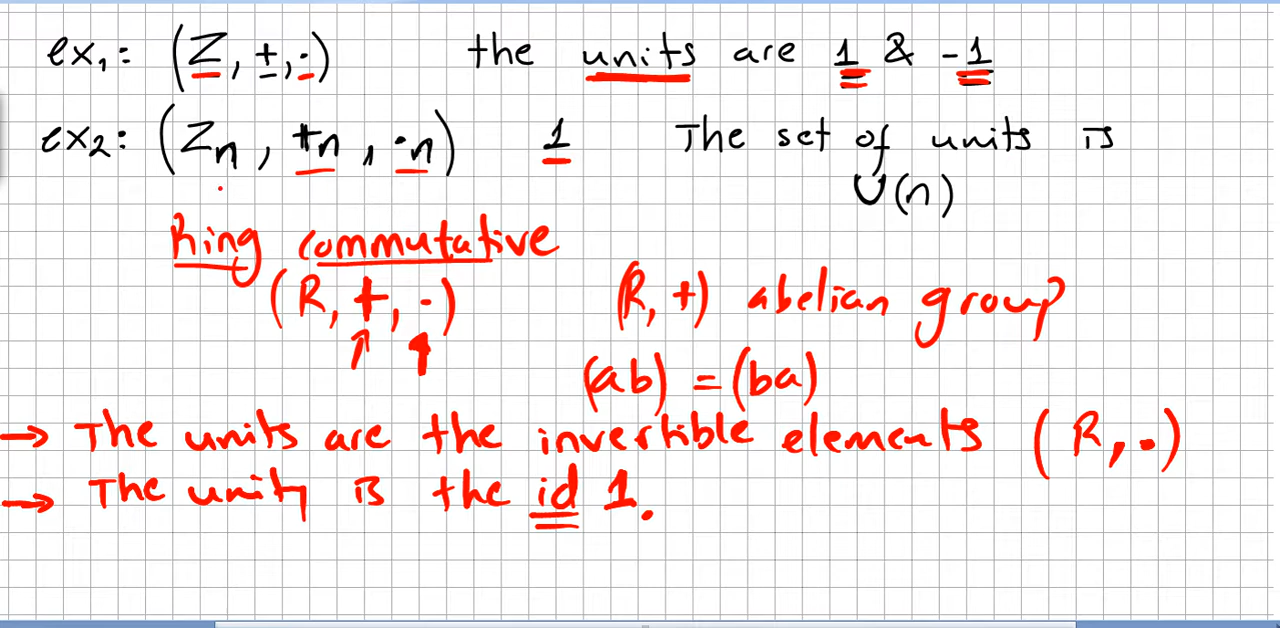 ex1: (Z, +, ·) the units are 1 & -1
ex2: (Zn, +n, ·n) 1 The set of units is
U(n)
Ring commutative
(R, +, ·) (R, +) abelian group
(ab) = (ba)
→ The units are the invertible elements (R, ·)
→ The unity is the id 1.